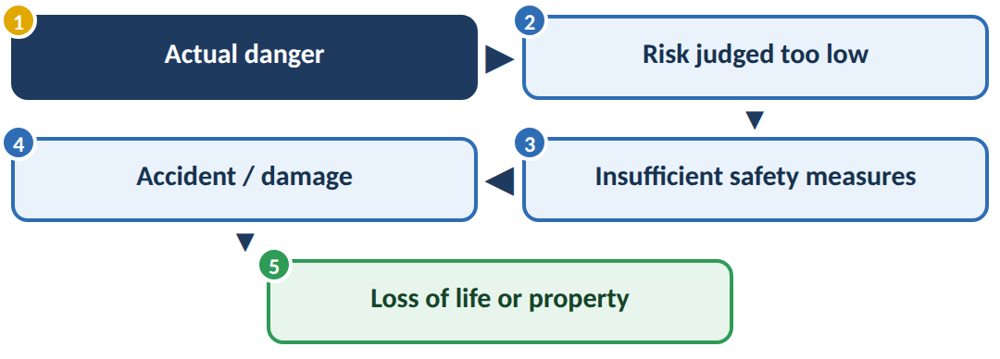 1
Actual danger
2
Risk judged too low
3
Insufficient safety measures
4
Accident / damage
5
Loss of life or property